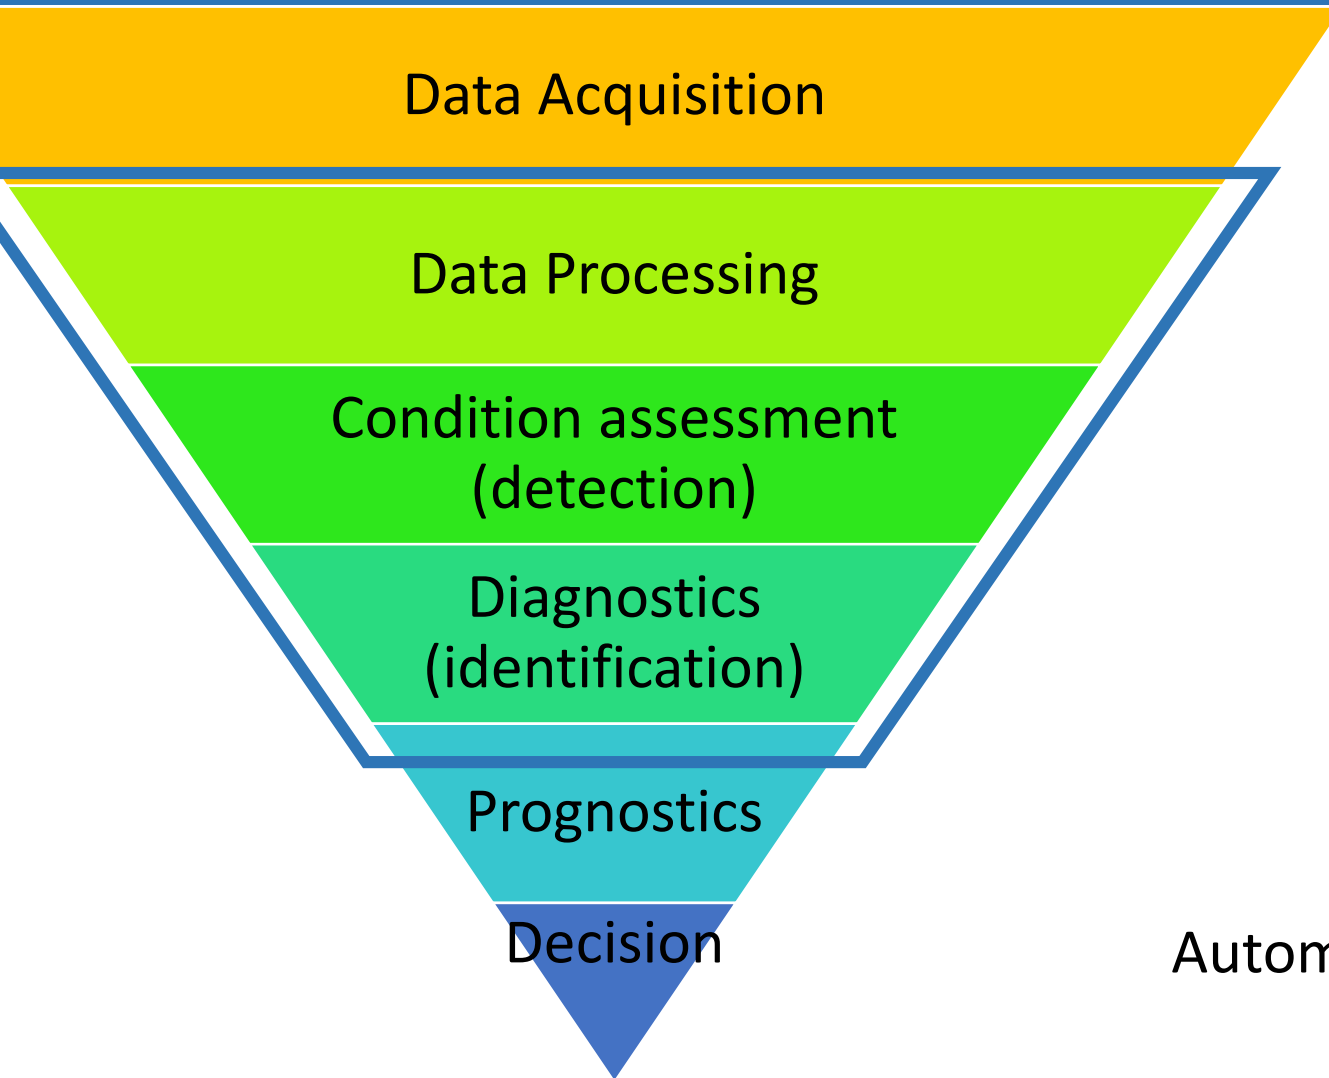 Data Acquisition
Data Processing
Condition assessment
(detection)
Diagnostics
(identification)
Prognostics
Decision